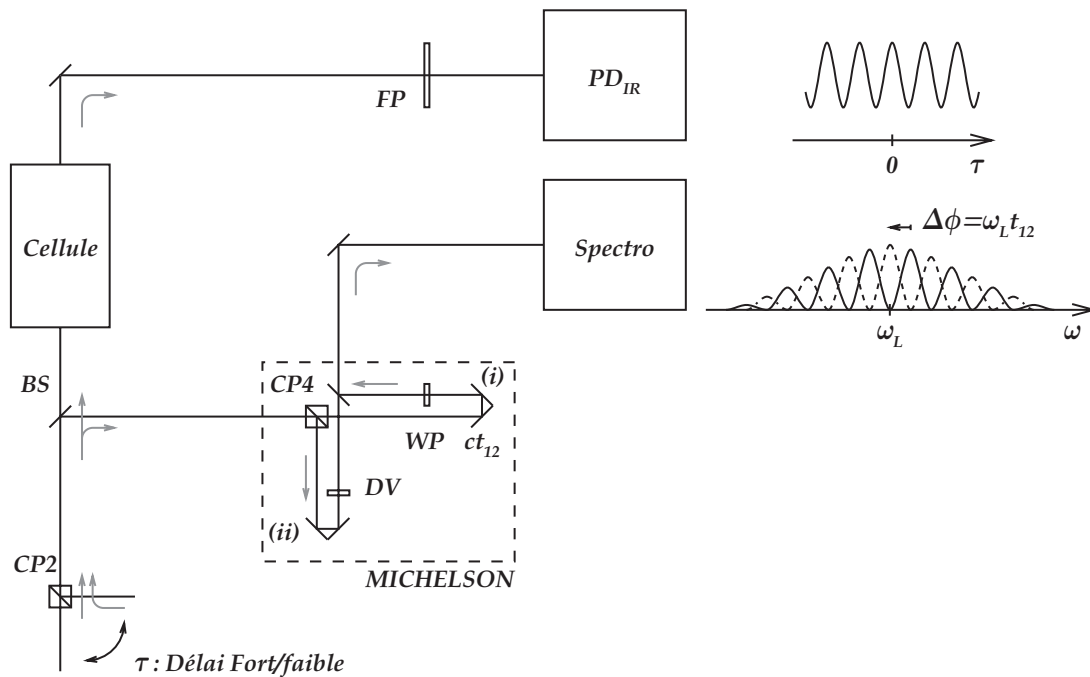 FP
PD_IR
0
τ
Cellule
Spectro
Δϕ=ω_L t_12
ω_L
ω
BS
CP4
(i)
WP
ct_12
DV
(ii)
CP2
MICHELSON
τ : Délai Fort/faible